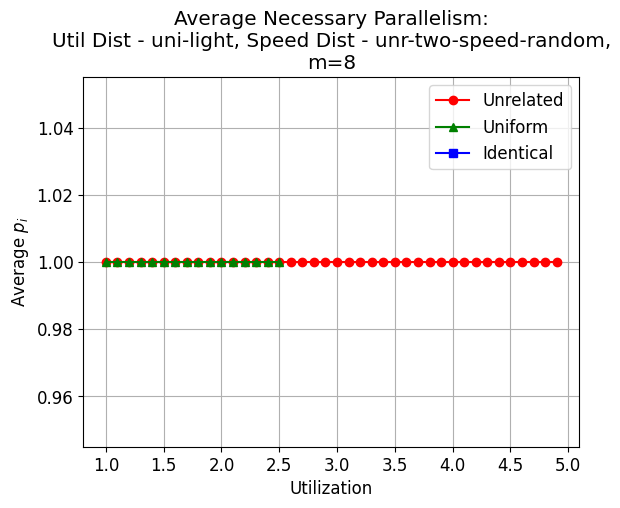 Average Necessary Parallelism:
Util Dist - uni-light, Speed Dist - unr-two-speed-random,
m=8
Unrelated
Uniform
Identical
1.04
1.02
1.00
0.98
0.96
Average p_i
1.0 1.5 2.0 2.5 3.0 3.5 4.0 4.5 5.0
Utilization